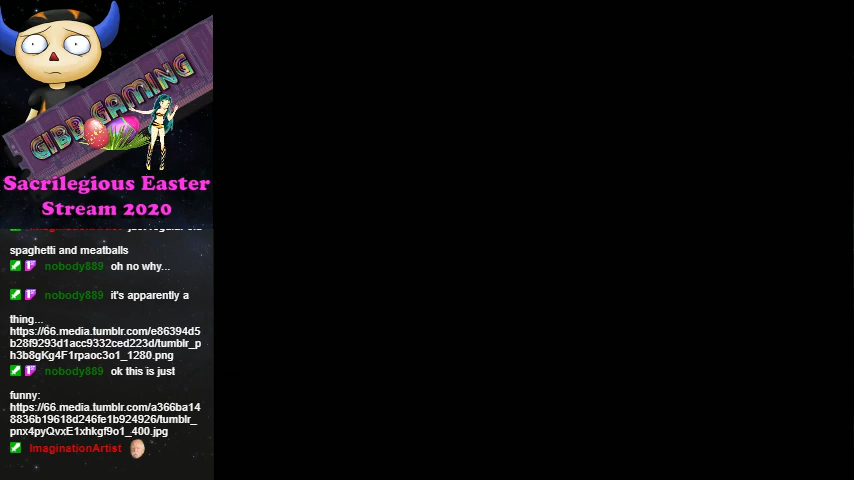 GIBB GAMING
Sacrilegious Easter
Stream 2020
spaghetti and meatballs
nobody889 oh no why...
nobody889 it's apparently a
thing...
https://66.media.tumblr.com/e86394d5
b28f9293d1acc9332ced223d/tumblr_p
h3b8gKg4F1rpaoc3o1_1280.png
nobody889 ok this is just
funny:
https://66.media.tumblr.com/a366ba14
8836b19618d246fe1b924926/tumblr_
pnx4pyQvxE1xhkgf9o1_400.jpg
ImaginationArtist